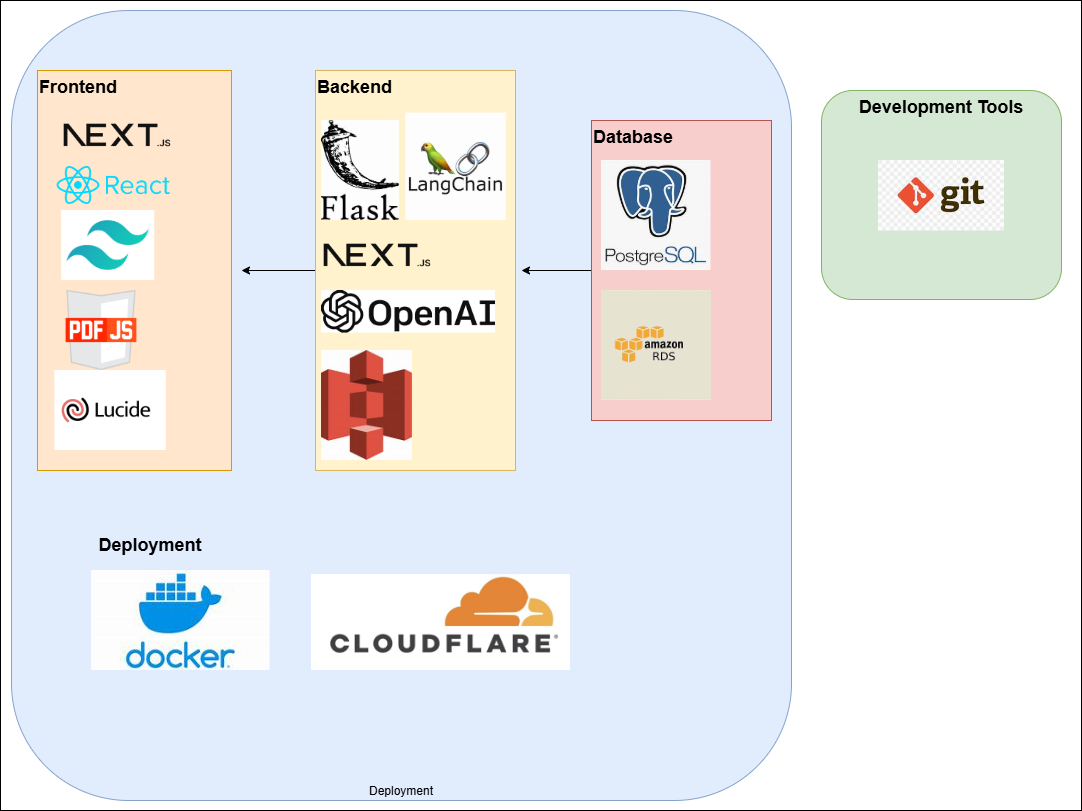 Frontend
NEXT.JS
React
PDF JS
Lucide
Backend
Flask
LangChain
NEXT.JS
OpenAI
Database
PostgreSQL
amazon
RDS
Development Tools
git
Deployment
docker
CLOUDFLARE
Deployment